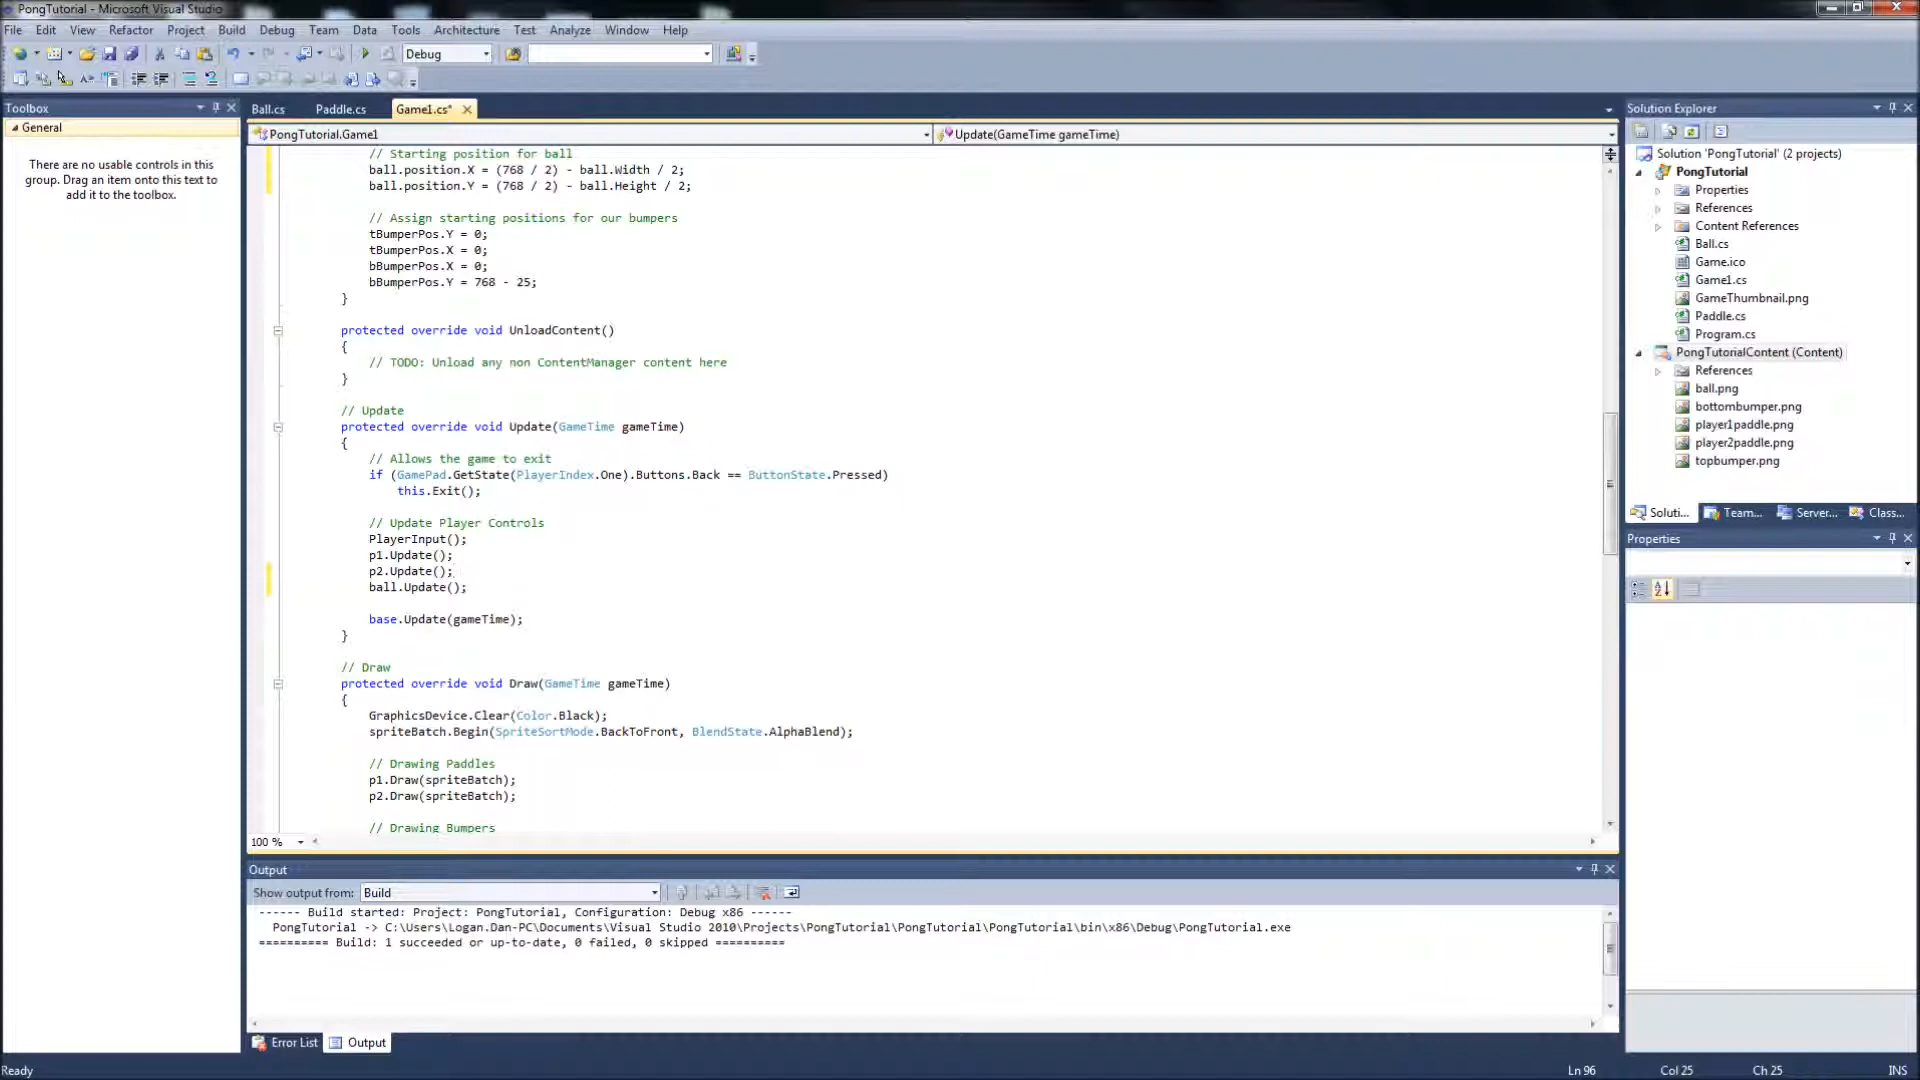 PongTutorial - Microsoft Visual Studio
File Edit View Refactor Project Build Debug Team Data Tools Architecture Test Analyze Window Help
Debug
Toolbox
General
There are no usable controls in this
group. Drag an item onto this text to
add it to the toolbox.
Ball.cs Paddle.cs Game1.cs*
PongTutorial.Game1 Update(GameTime gameTime)
// Starting position for ball
ball.position.X = (768 / 2) - ball.Width / 2;
ball.position.Y = (768 / 2) - ball.Height / 2;
// Assign starting positions for our bumpers
tBumperPos.Y = 0;
tBumperPos.X = 0;
bBumperPos.X = 0;
bBumperPos.Y = 768 - 25;
}
protected override void UnloadContent()
{
// TODO: Unload any non ContentManager content here
}
// Update
protected override void Update(GameTime gameTime)
{
// Allows the game to exit
if (GamePad.GetState(PlayerIndex.One).Buttons.Back == ButtonState.Pressed)
this.Exit();
// Update Player Controls
PlayerInput();
p1.Update();
p2.Update();
ball.Update();
base.Update(gameTime);
}
// Draw
protected override void Draw(GameTime gameTime)
{
GraphicsDevice.Clear(Color.Black);
spriteBatch.Begin(SpriteSortMode.BackToFront, BlendState.AlphaBlend);
// Drawing Paddles
p1.Draw(spriteBatch);
p2.Draw(spriteBatch);
// Drawing Bumpers
100 %
Output
Show output from: Build
------ Build started: Project: PongTutorial, Configuration: Debug x86 ------
PongTutorial -> C:\Users\Logan.Dan-PC\Documents\Visual Studio 2010\Projects\PongTutorial\PongTutorial\PongTutorial\bin\x86\Debug\PongTutorial.exe
========== Build: 1 succeeded or up-to-date, 0 failed, 0 skipped ==========
Error List Output
Solution Explorer
Solution 'PongTutorial' (2 projects)
PongTutorial
Properties
References
Content References
Ball.cs
Game.ico
Game1.cs
GameThumbnail.png
Paddle.cs
Program.cs
PongTutorialContent (Content)
References
ball.png
bottombumper.png
player1paddle.png
player2paddle.png
topbumper.png
Soluti... Team... Server... Class...
Properties
Ready Ln 96 Col 25 Ch 25 INS